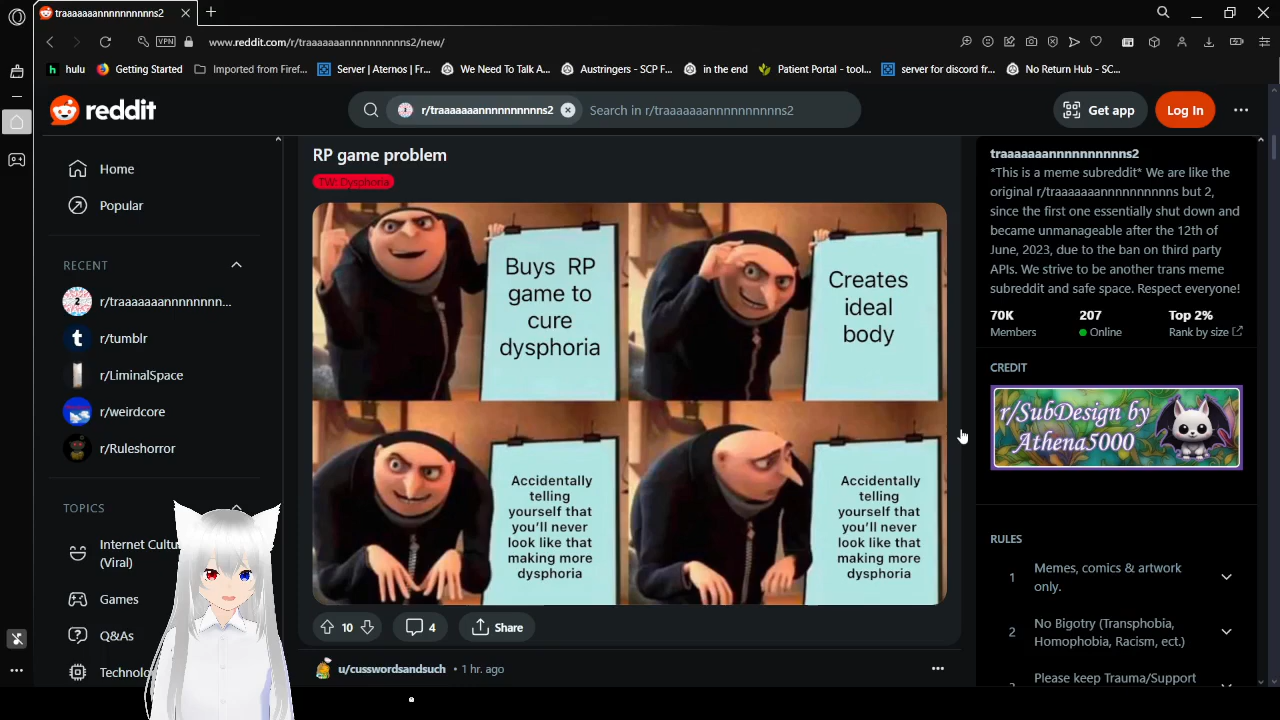 traaaaaaannnnnnnnnns2
VPN
www.reddit.com/r/traaaaaaannnnnnnnnns2/new/
hulu
Getting Started
Imported from Firef...
Server | Aternos | Fr...
We Need To Talk A...
Austringers - SCP F...
in the end
Patient Portal - tool...
server for discord fr...
No Return Hub - SC...
reddit
r/traaaaaaannnnnnnnnns2
Search in r/traaaaaaannnnnnnnnns2
Get app
Log In
Home
Popular
RECENT
r/traaaaaaannnnnnn...
r/tumblr
r/LiminalSpace
r/weirdcore
r/Ruleshorror
TOPICS
Internet Cultu
(Viral)
Games
Q&As
Technolo
RP game problem
TW: Dysphoria
Buys RP
game to
cure
dysphoria
Creates
ideal
body
Accidentally
telling
yourself that
you'll never
look like that
making more
dysphoria
Accidentally
telling
yourself that
you'll never
look like that
making more
dysphoria
10
4
Share
u/cusswordsandsuch • 1 hr. ago
traaaaaaannnnnnnnnns2
*This is a meme subreddit* We are like the
original r/traaaaaaannnnnnnnnns but 2,
since the first one essentially shut down and
became unmanageable after the 12th of
June, 2023, due to the ban on third party
APIs. We strive to be another trans meme
subreddit and safe space. Respect everyone!
70K
Members
207
Online
Top 2%
Rank by size
CREDIT
r/SubDesign by
Athena5000
RULES
1
Memes, comics & artwork
only.
2
No Bigotry (Transphobia,
Homophobia, Racism, ect.)
Please keep Trauma/Support